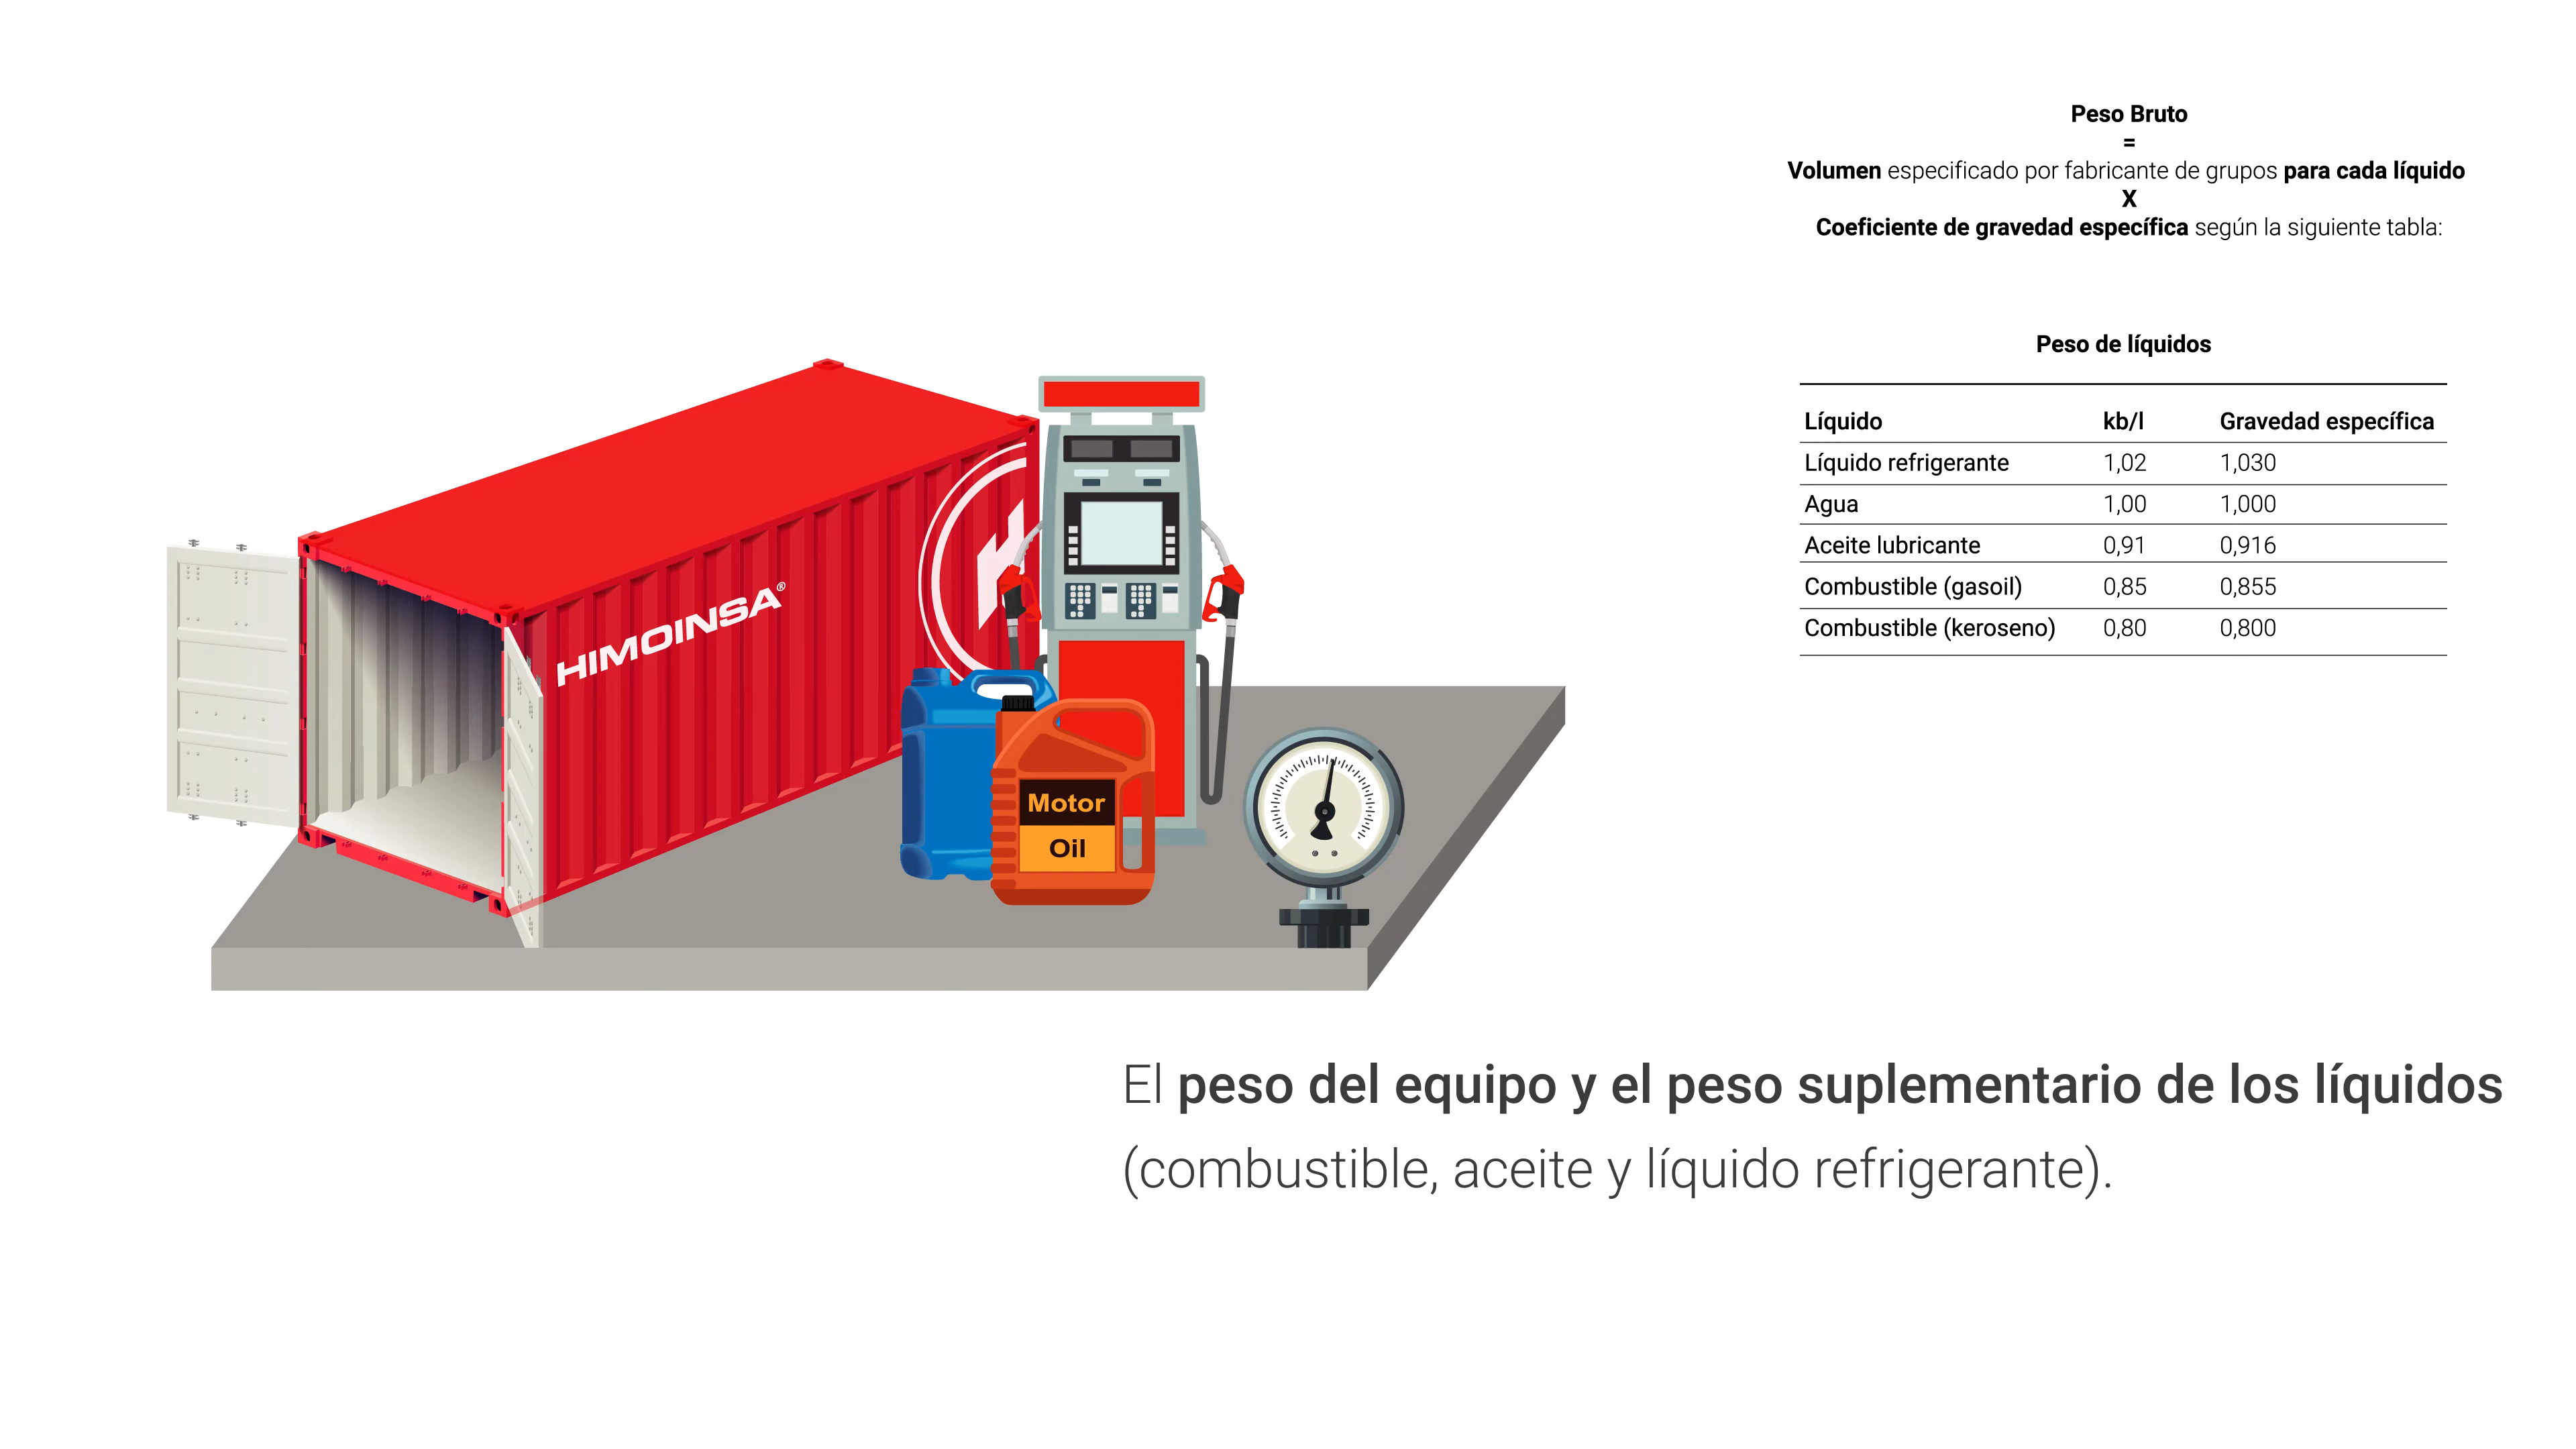 Peso Bruto
=
Volumen especificado por fabricante de grupos para cada líquido
X
Coeficiente de gravedad específica según la siguiente tabla:
Peso de líquidos
Líquido kb/l Gravedad específica
Líquido refrigerante 1,02 1,030
Agua 1,00 1,000
Aceite lubricante 0,91 0,916
Combustible (gasoil) 0,85 0,855
Combustible (keroseno) 0,80 0,800
HIMOINSA®
Motor
Oil
El peso del equipo y el peso suplementario de los líquidos
(combustible, aceite y líquido refrigerante).